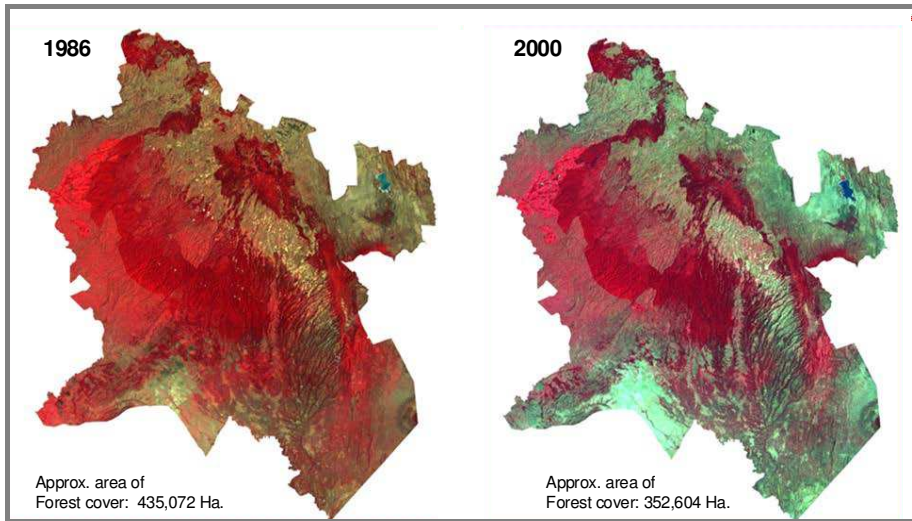 1986
2000
Approx. area of
Forest cover: 435,072 Ha.
Approx. area of
Forest cover: 352,604 Ha.